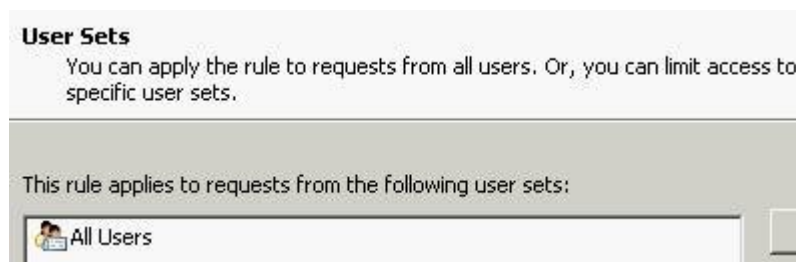 User Sets
You can apply the rule to requests from all users. Or, you can limit access to
specific user sets.
This rule applies to requests from the following user sets:
All Users